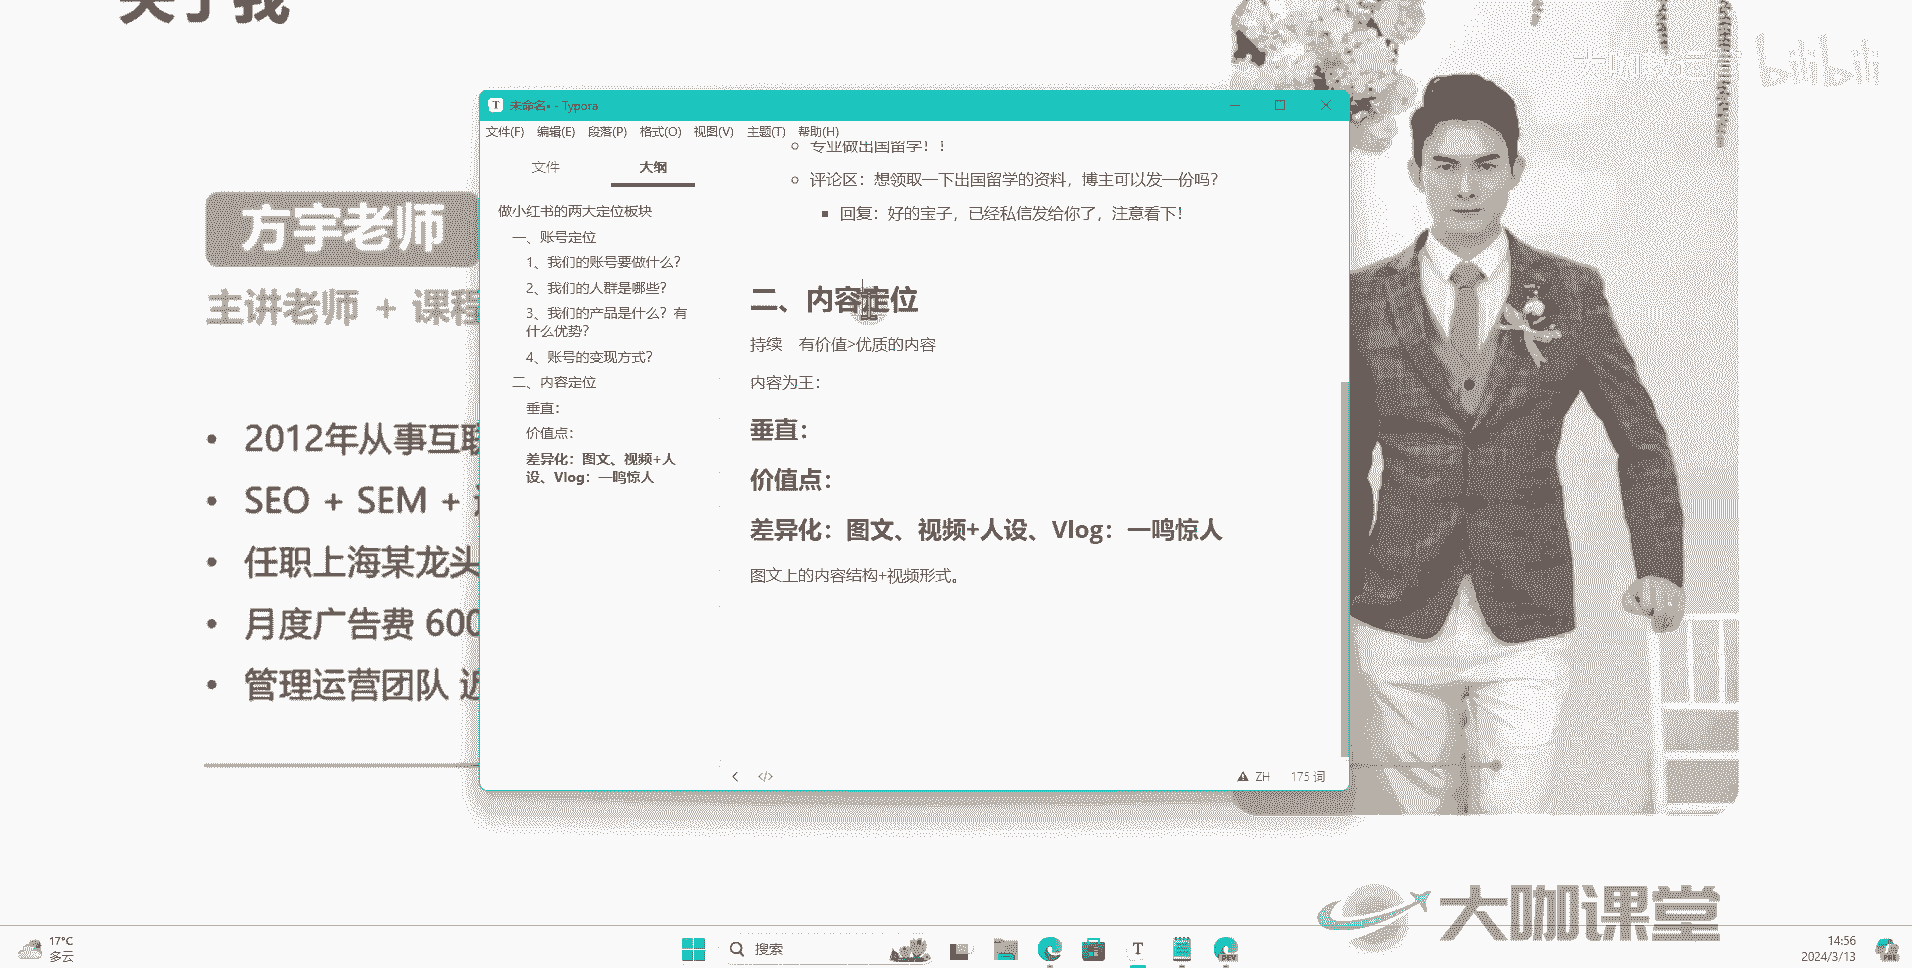 关于我
bilibili
方宇老师
主讲老师 + 课程
2012年从事互联
SEO + SEM +
任职上海某龙头
月度广告费 600
管理运营团队
未命名• - Typora
文件(F) 编辑(E) 段落(P) 格式(O) 视图(V) 主题(T) 帮助(H)
文件 大纲
做小红书的两大定位板块
一、账号定位
1、我们的账号要做什么？
2、我们的人群是哪些？
3、我们的产品是什么？有
什么优势？
4、账号的变现方式？
二、内容定位
垂直：
价值点：
差异化：图文、视频+人
设、Vlog：一鸣惊人
专业做出国留学！！
评论区：想领取一下出国留学的资料，博主可以发一份吗？
回复：好的宝子，已经私信发给你了，注意看下！
二、内容定位
持续 有价值>优质的内容
内容为王：
垂直：
价值点：
差异化：图文、视频+人设、Vlog：一鸣惊人
图文上的内容结构+视频形式。
ZH 175 词
大咖课堂
17°C
多云
搜索
T
DEV
14:56
2024/3/13
PRE